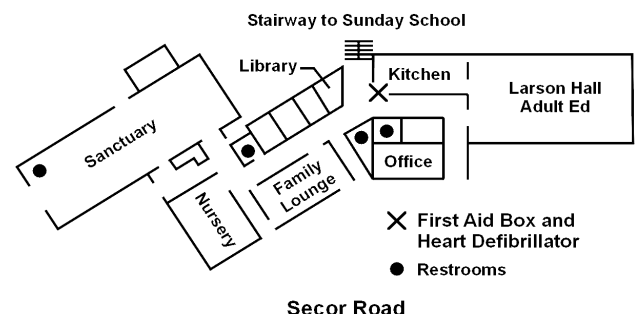 Stairway to Sunday School
Library
Kitchen
Larson Hall
Adult Ed
Sanctuary
Office
Family
Lounge
Nursery
First Aid Box and
Heart Defibrillator
Restrooms
Secor Road